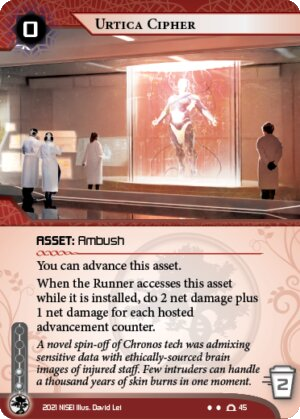 0
Urtica Cipher
ASSET: Ambush
You can advance this asset.
When the Runner accesses this asset
while it is installed, do 2 net damage plus
1 net damage for each hosted
advancement counter.
A novel spin-off of Chronos tech was admixing
sensitive data with ethically-sourced brain
images of injured staff. Few intruders can handle
a thousand years of skin burns in one moment.
2
2021 NISEI Illus. David Lei
45